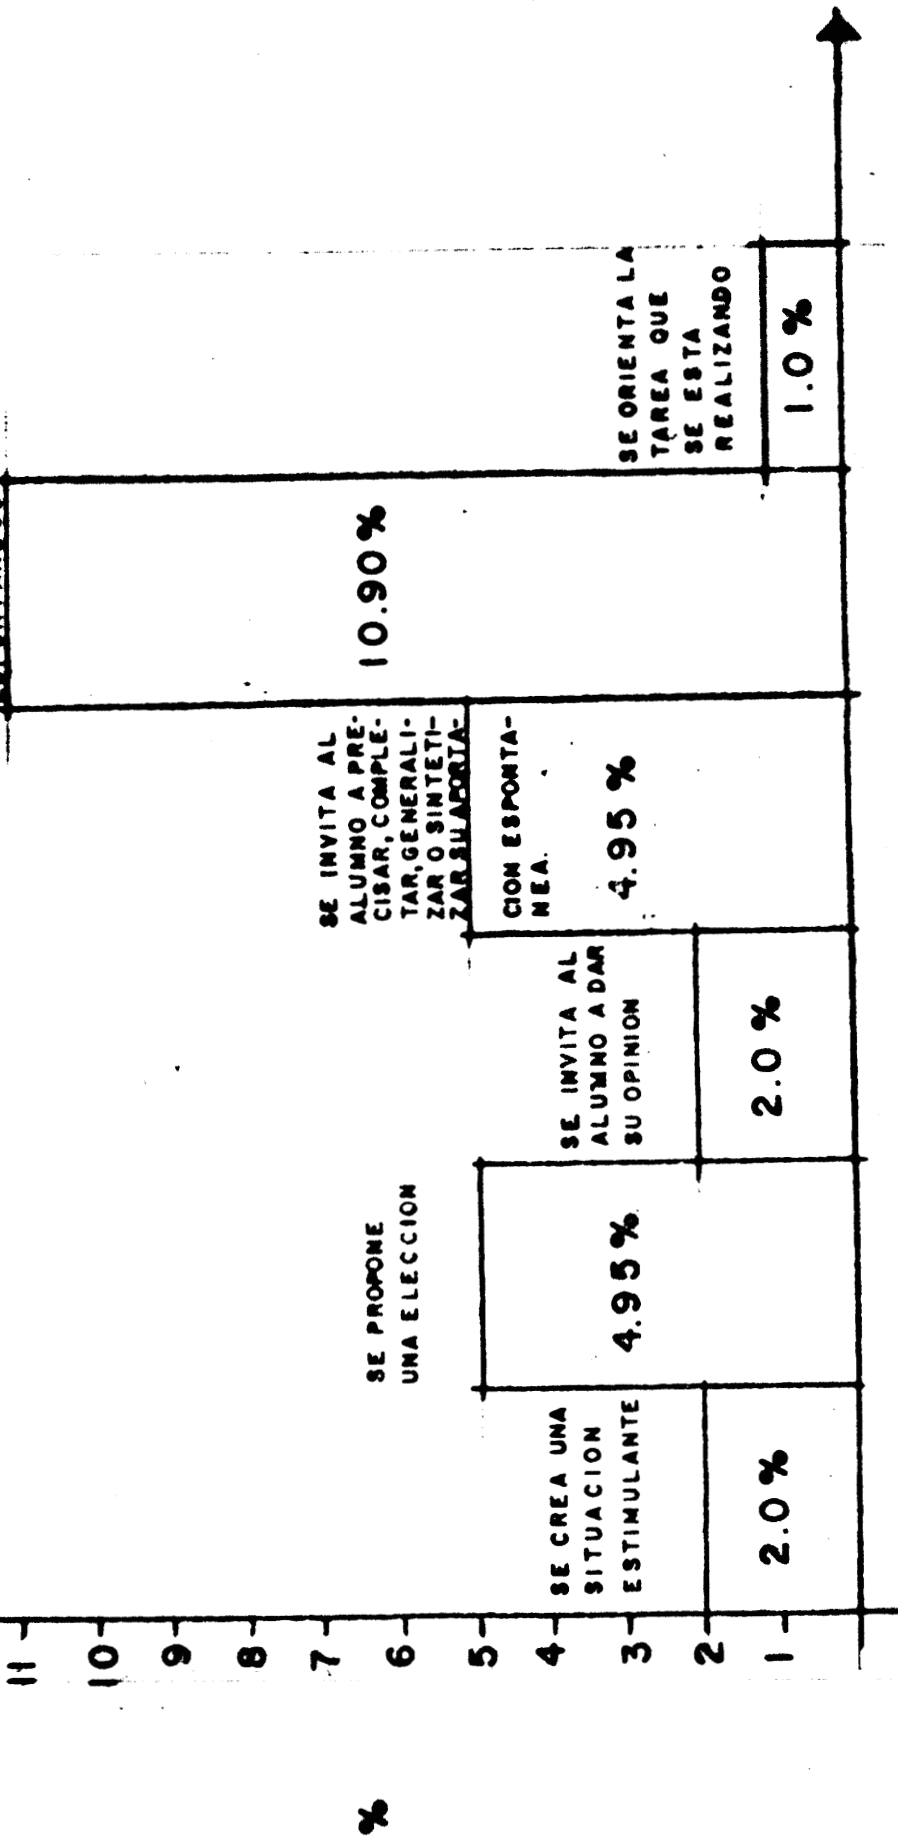 %
11
10
9
8
7
6
5
4
3
2
1
SE CREA UNA
SITUACION
ESTIMULANTE
2.0 %
SE PROPONE
UNA ELECCION
4.95 %
SE INVITA AL
ALUMNO A DAR
SU OPINION
2.0 %
SE INVITA AL
ALUMNO A PRE-
CISAR, COMPLE-
TAR, GENERALI-
ZAR O SINTETI-
ZAR SU APORTA-
CION ESPONTA-
NEA.
4.95 %
10.90 %
SE ORIENTA LA
TAREA QUE
SE ESTA
REALIZANDO
1.0 %